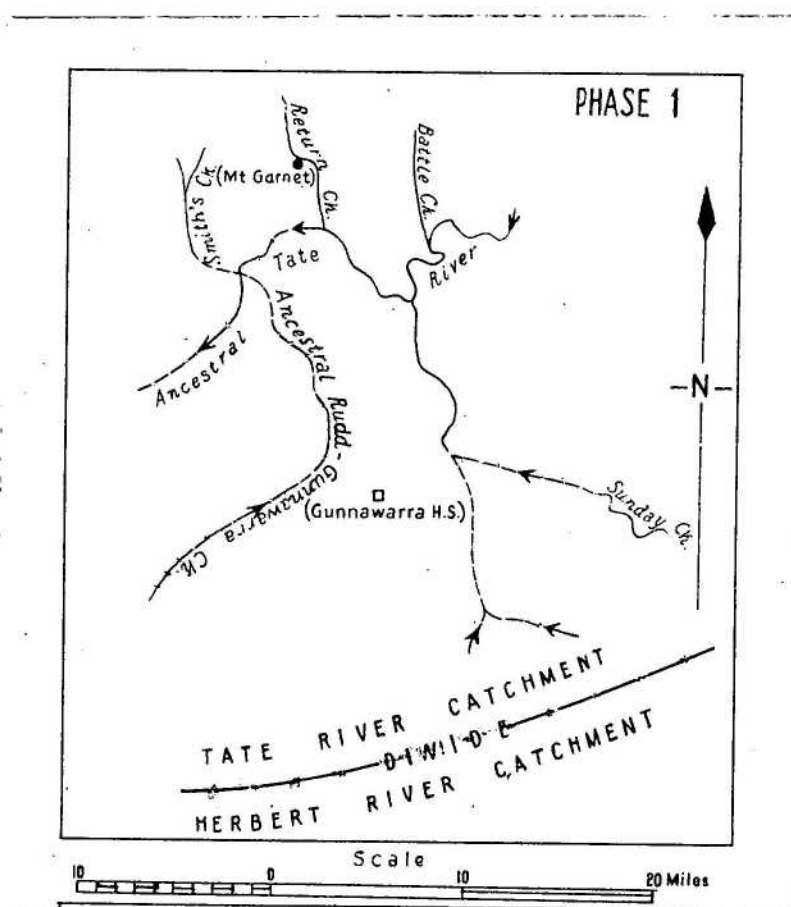 PHASE 1
Return Ck.
Battle Ck.
(Mt Garnet)
Smith's Ck
River
Tate
Ancestral
Ancestral Rudd-Gunnawarra Ck.
-N-
(Gunnawarra H.S.)
Sunday Ck.
TATE RIVER CATCHMENT
DIVIDE
HERBERT RIVER CATCHMENT
Scale
10 0 10 20 Miles